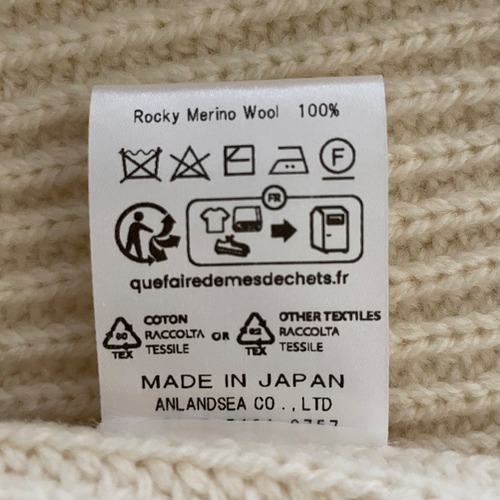 Rocky Merino Wool 100%
F
FR
quefairedemesdechets.fr
COTON
RACCOLTA
TESSILE
60
TEX
OR
OTHER TEXTILES
RACCOLTA
TESSILE
62
TEX
MADE IN JAPAN
ANLANDSEA CO.,LTD